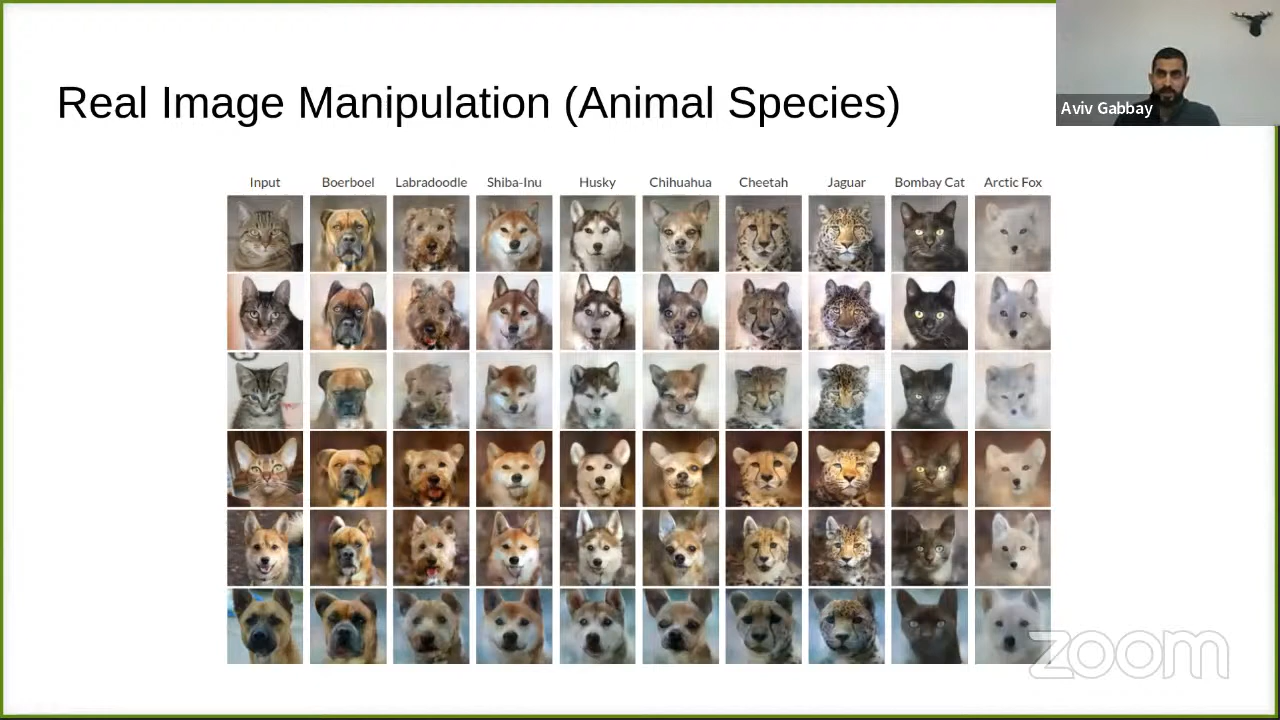 Real Image Manipulation (Animal Species)
Aviv Gabbay
Input Boerboel Labradoodle Shiba-Inu Husky Chihuahua Cheetah Jaguar Bombay Cat Arctic Fox
zoom